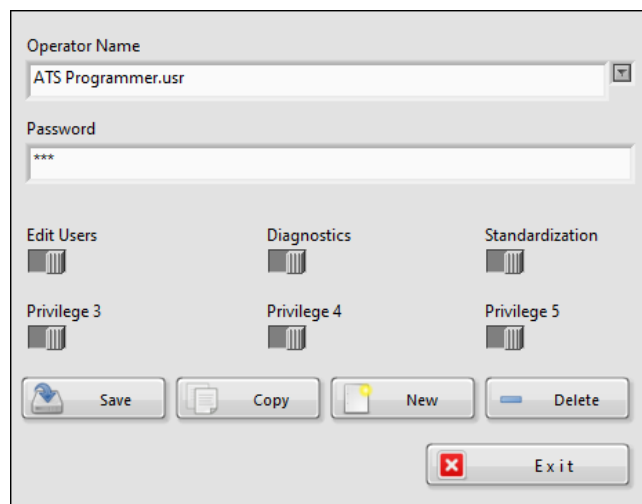 Operator Name
ATS Programmer.usr
Password
***
Edit Users Diagnostics Standardization
Privilege 3 Privilege 4 Privilege 5
Save Copy New Delete
Exit